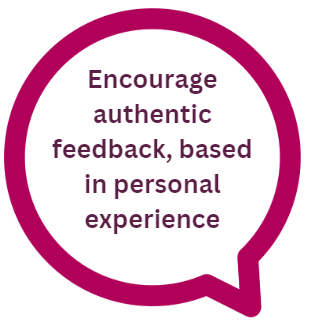 Encourage
authentic
feedback, based
in personal
experience